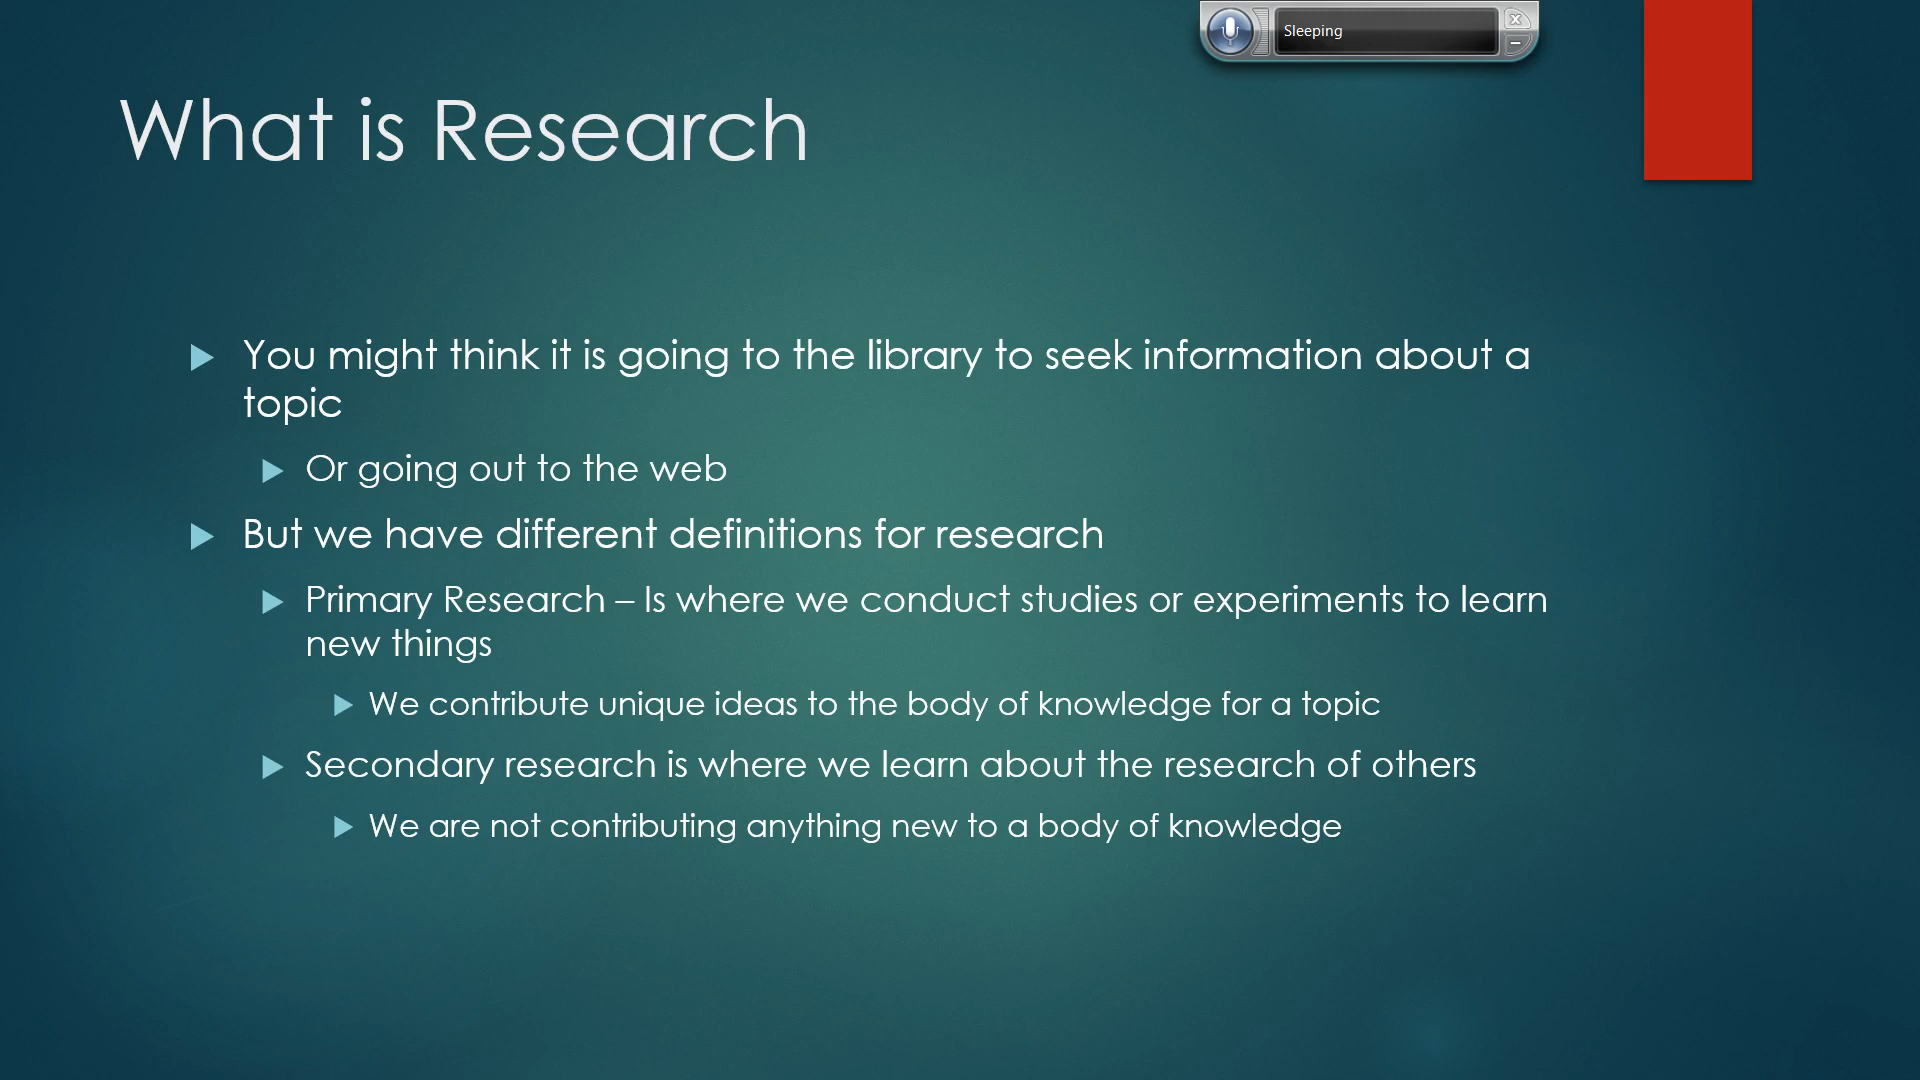 Sleeping
What is Research
You might think it is going to the library to seek information about a
topic
Or going out to the web
But we have different definitions for research
Primary Research – Is where we conduct studies or experiments to learn
new things
We contribute unique ideas to the body of knowledge for a topic
Secondary research is where we learn about the research of others
We are not contributing anything new to a body of knowledge